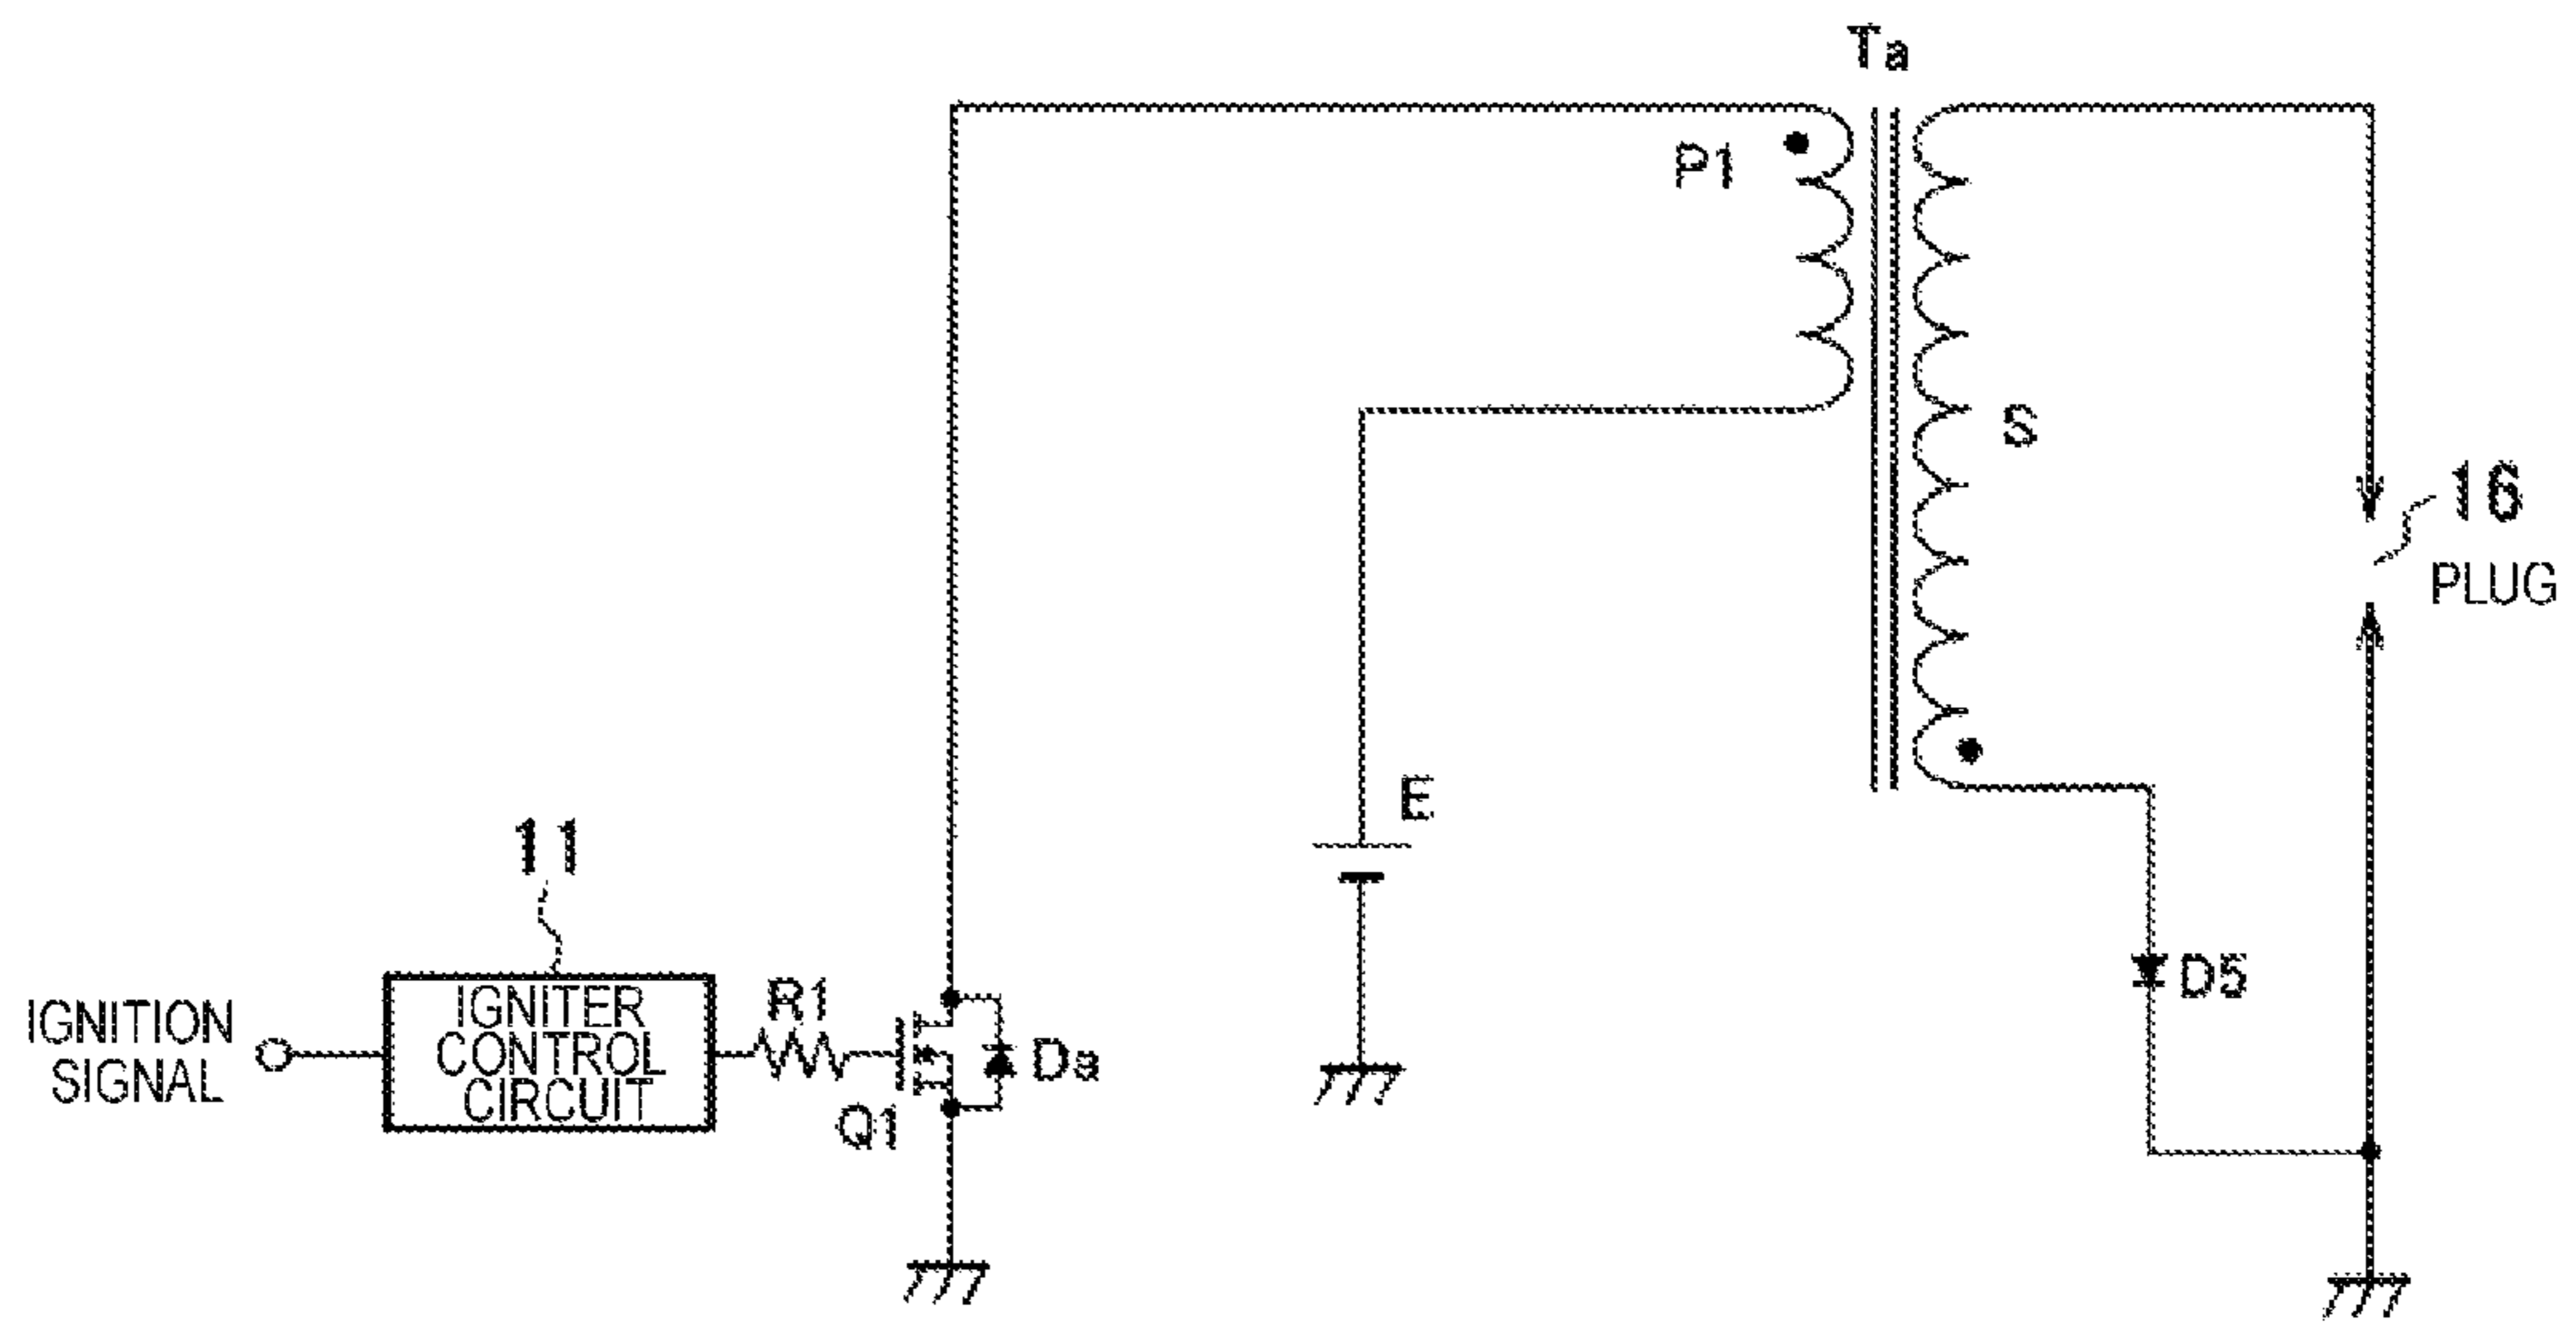 Ta
P1
S
16
PLUG
E
11
IGNITION
SIGNAL
IGNITER
CONTROL
CIRCUIT
R1
Q1
Da
D5